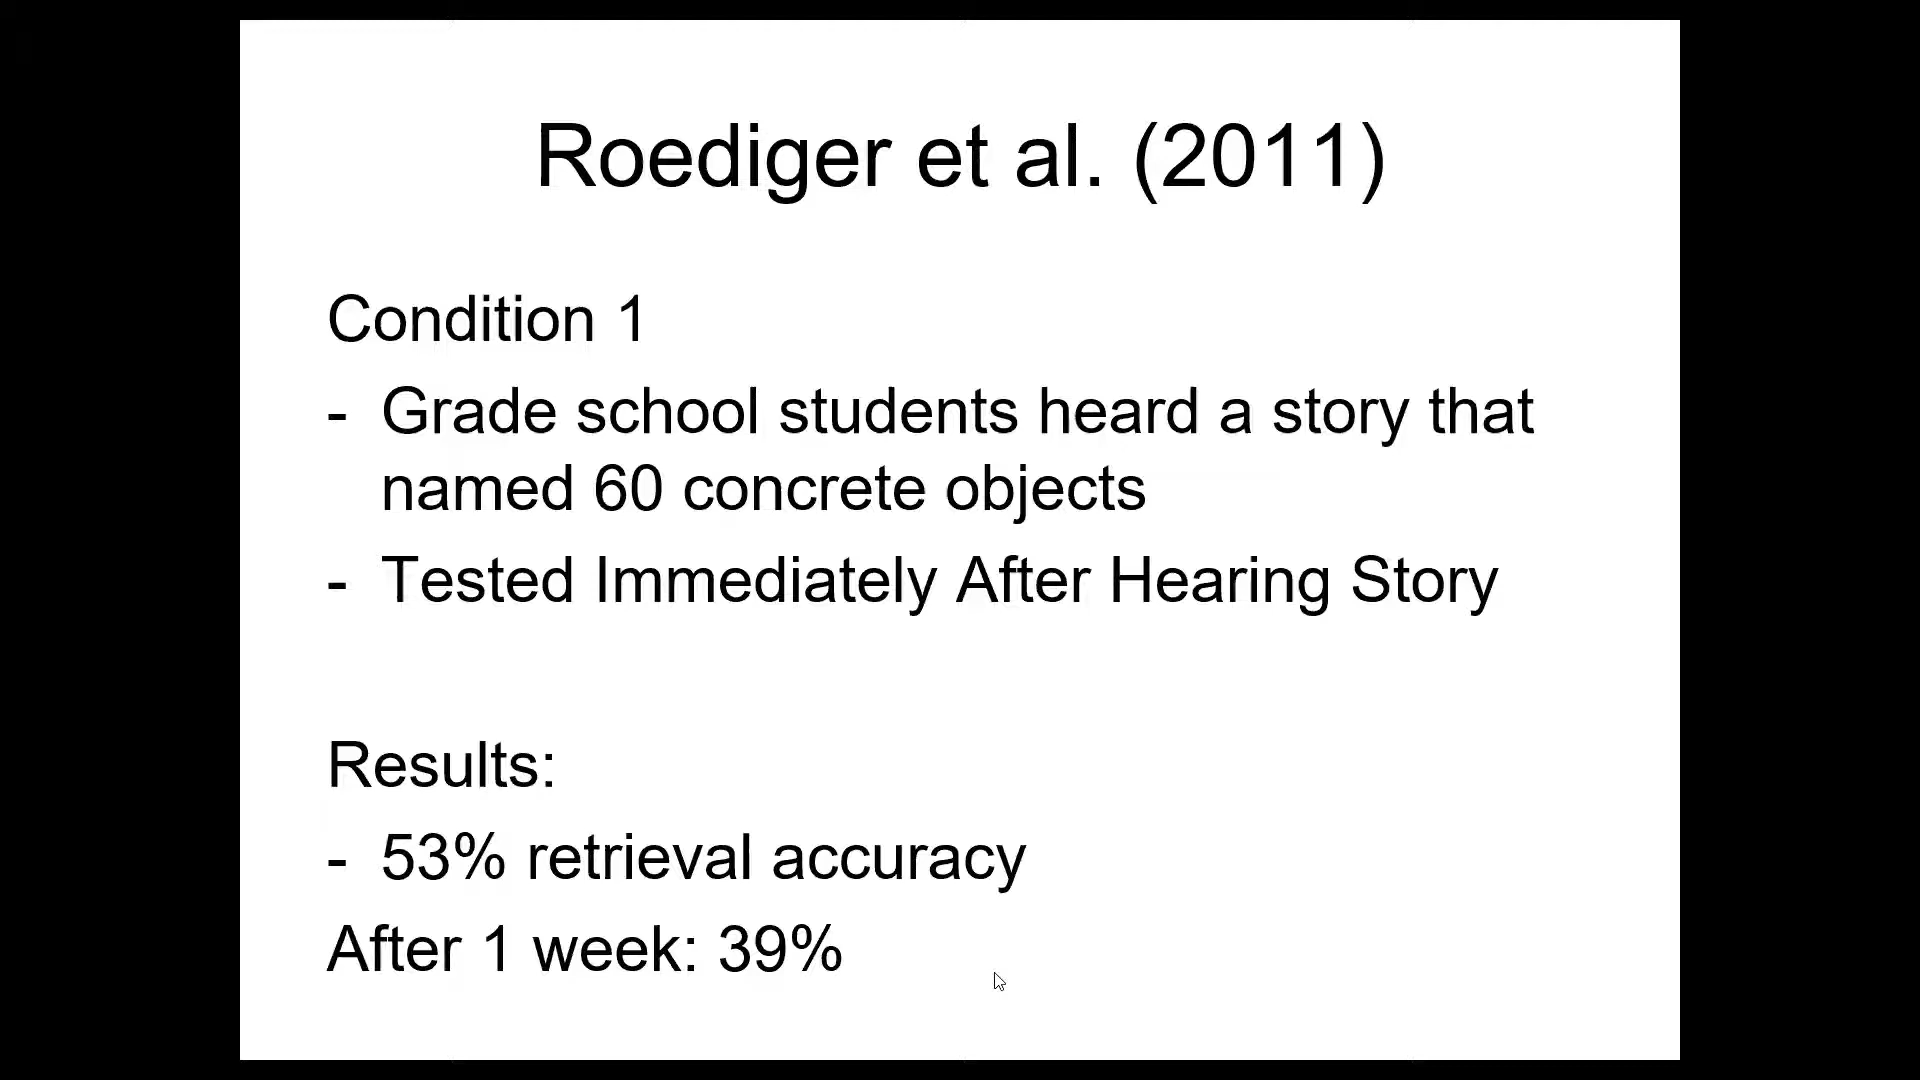 Roediger et al. (2011)
Condition 1
- Grade school students heard a story that
named 60 concrete objects
- Tested Immediately After Hearing Story
Results:
- 53% retrieval accuracy
After 1 week: 39%